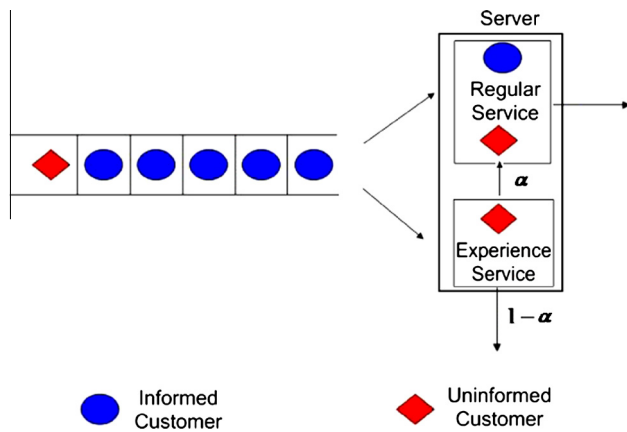 Server
Regular
Service
α
Experience
Service
1 − α
Informed
Customer
Uninformed
Customer